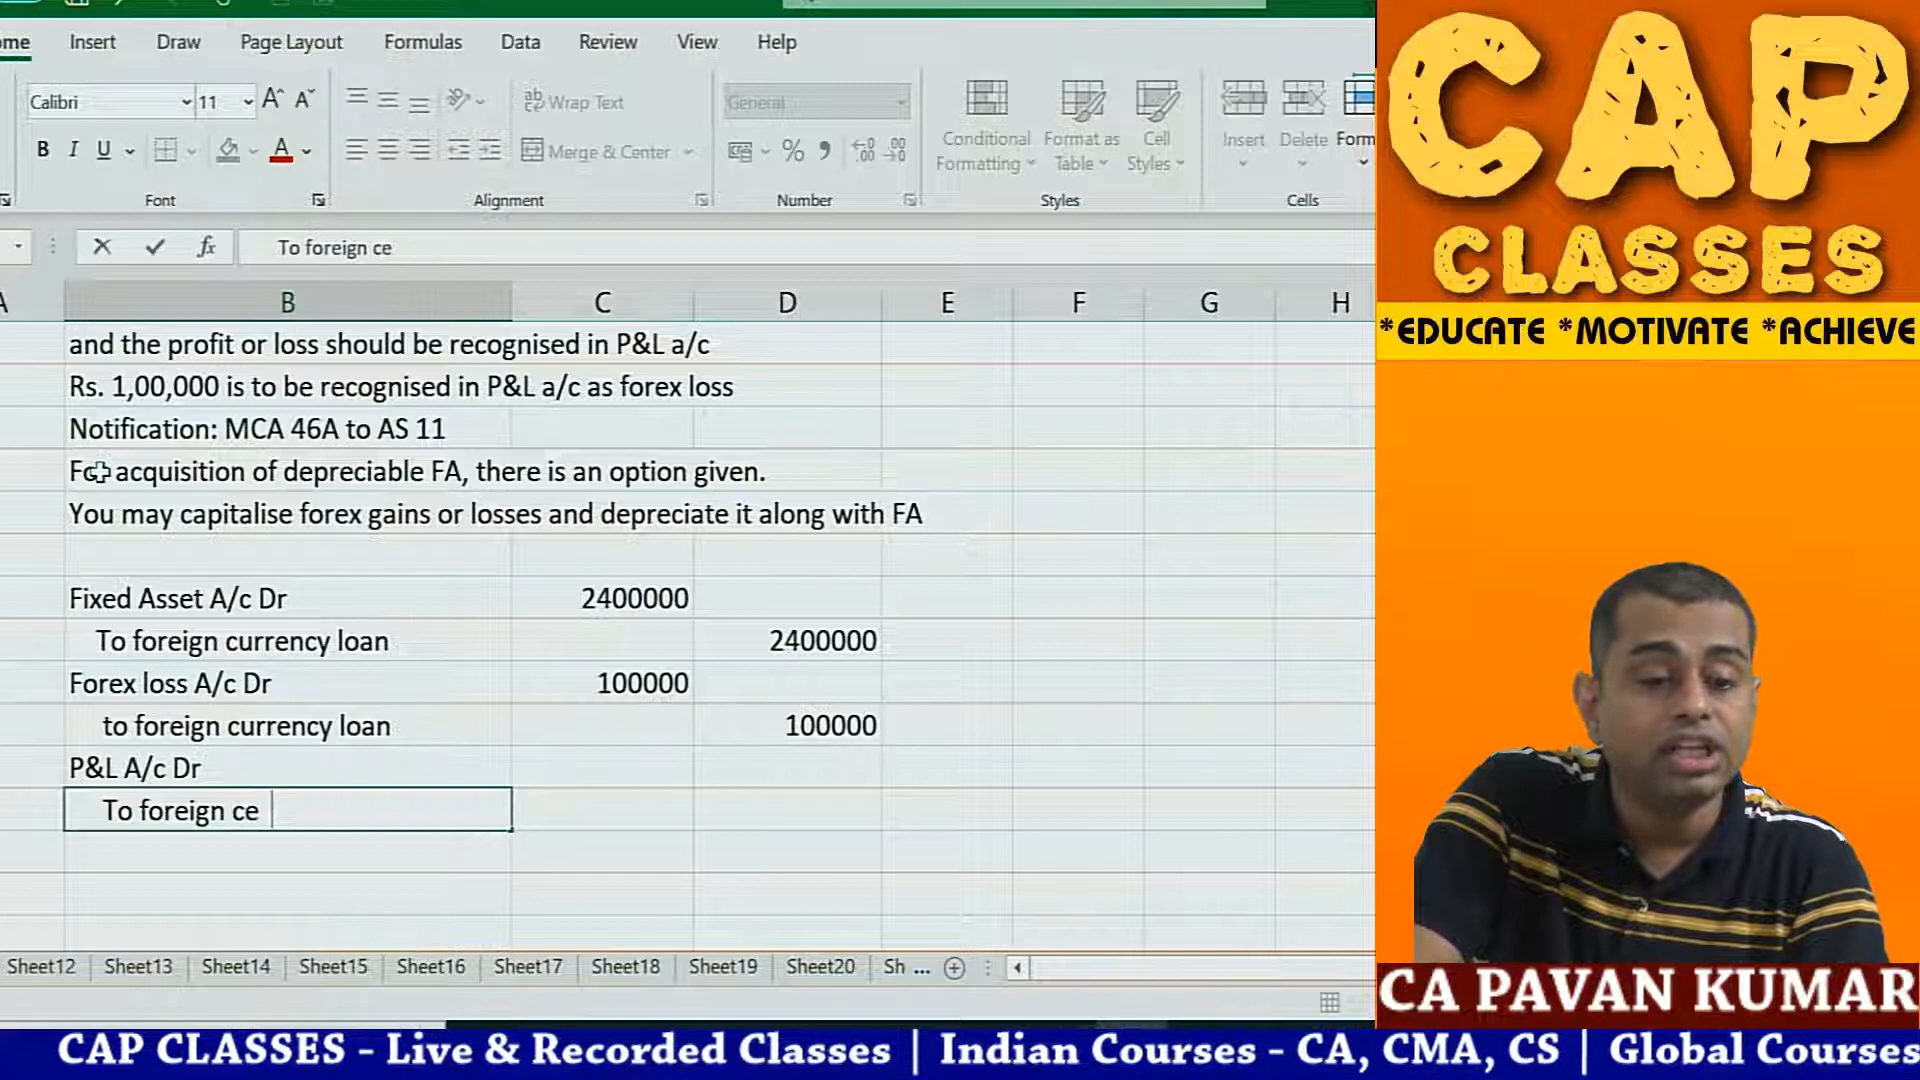 ome Insert Draw Page Layout Formulas Data Review View Help
Calibri 11 A A Wrap Text General
B I U A Merge & Center % Conditional Formatting Format as Table Cell Styles Insert Delete Form
Font Alignment Number Styles Cells
fx To foreign ce
A B C D E F G H
and the profit or loss should be recognised in P&L a/c
Rs. 1,00,000 is to be recognised in P&L a/c as forex loss
Notification: MCA 46A to AS 11
acquisition of depreciable FA, there is an option given.
You may capitalise forex gains or losses and depreciate it along with FA
Fixed Asset A/c Dr 2400000
To foreign currency loan 2400000
Forex loss A/c Dr 100000
to foreign currency loan 100000
P&L A/c Dr
To foreign ce
Sheet12 Sheet13 Sheet14 Sheet15 Sheet16 Sheet17 Sheet18 Sheet19 Sheet20 Sh ...
CAP
CLASSES
*EDUCATE *MOTIVATE *ACHIEVE
CA PAVAN KUMAR
CAP CLASSES - Live & Recorded Classes | Indian Courses - CA, CMA, CS | Global Courses